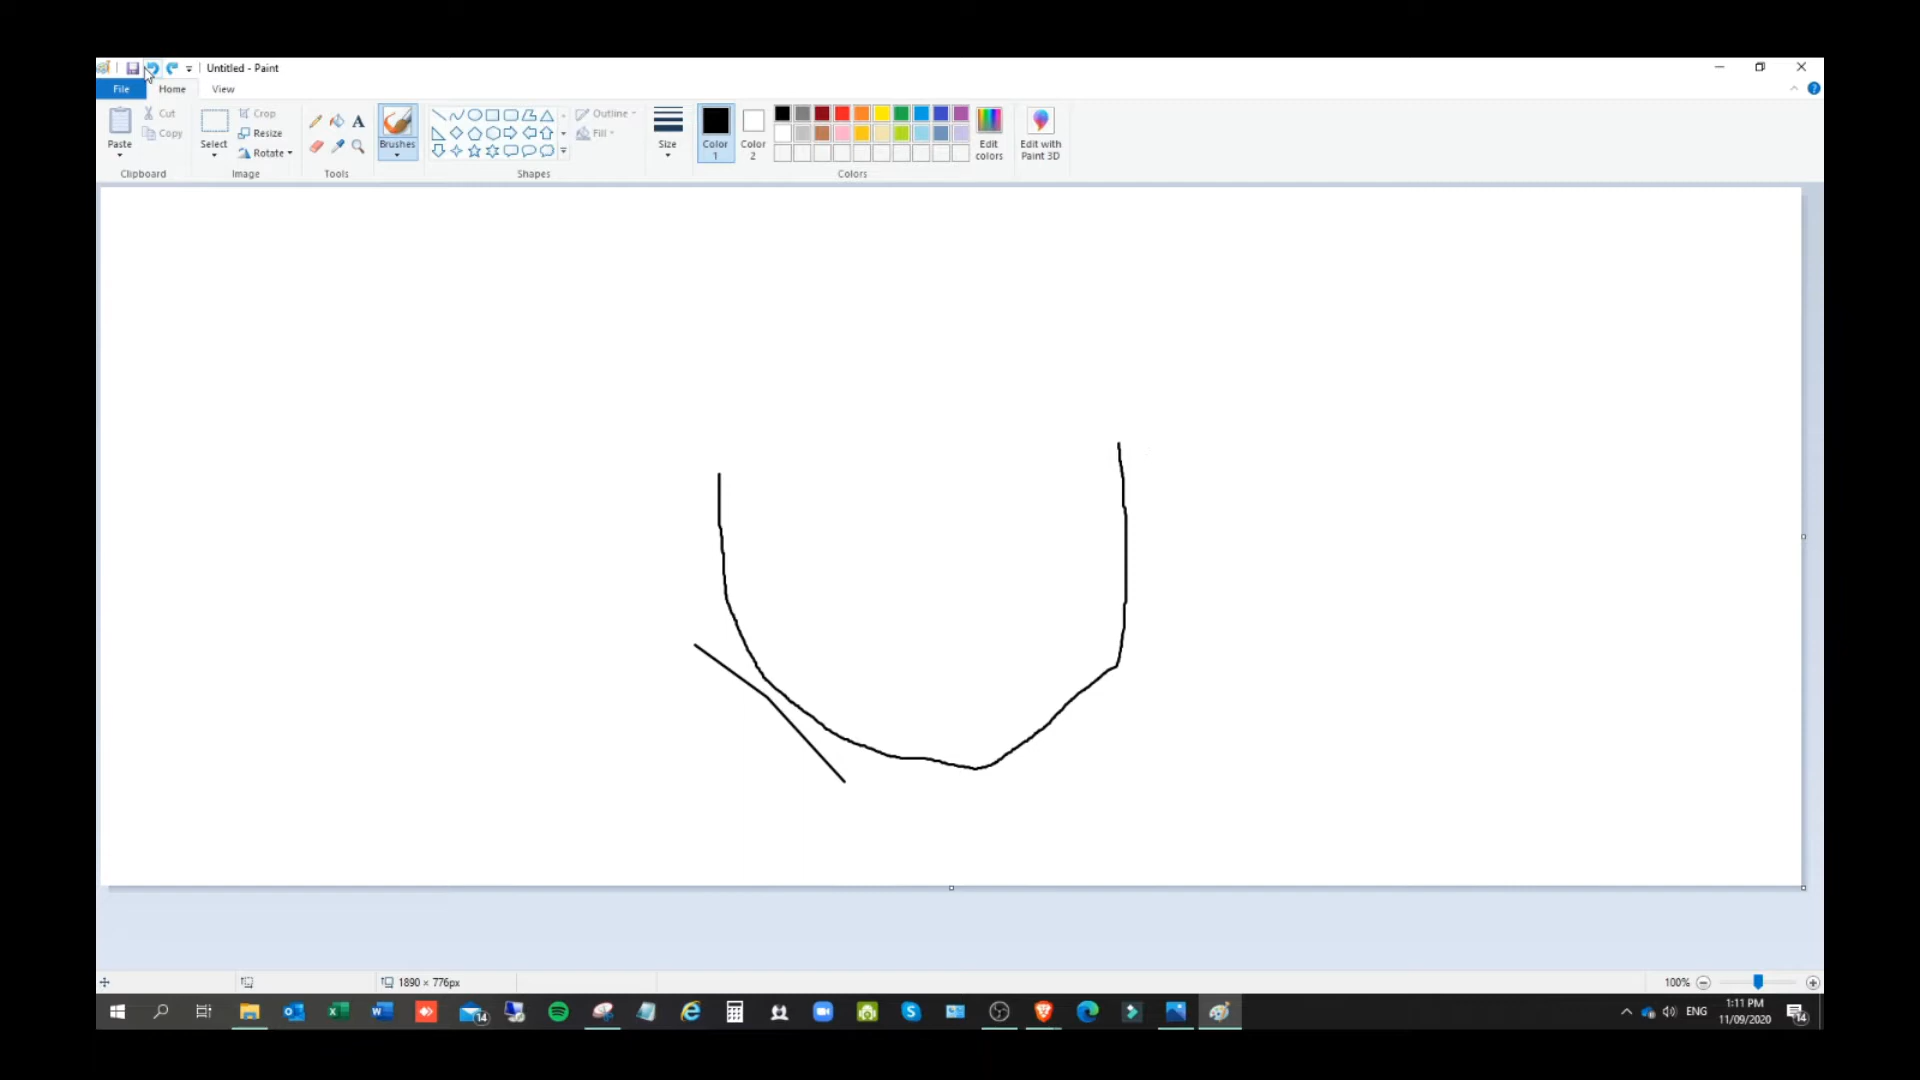 Untitled - Paint
File Home View
Paste
Cut
Copy
Clipboard
Select
Crop
Resize
Rotate
Image
A
Tools
Brushes
Outline
Fill
Shapes
Size
Color 1
Color 2
Edit colors
Colors
Edit with Paint 3D
1890 × 776px
100%
14
ENG
1:11 PM
11/09/2020
14